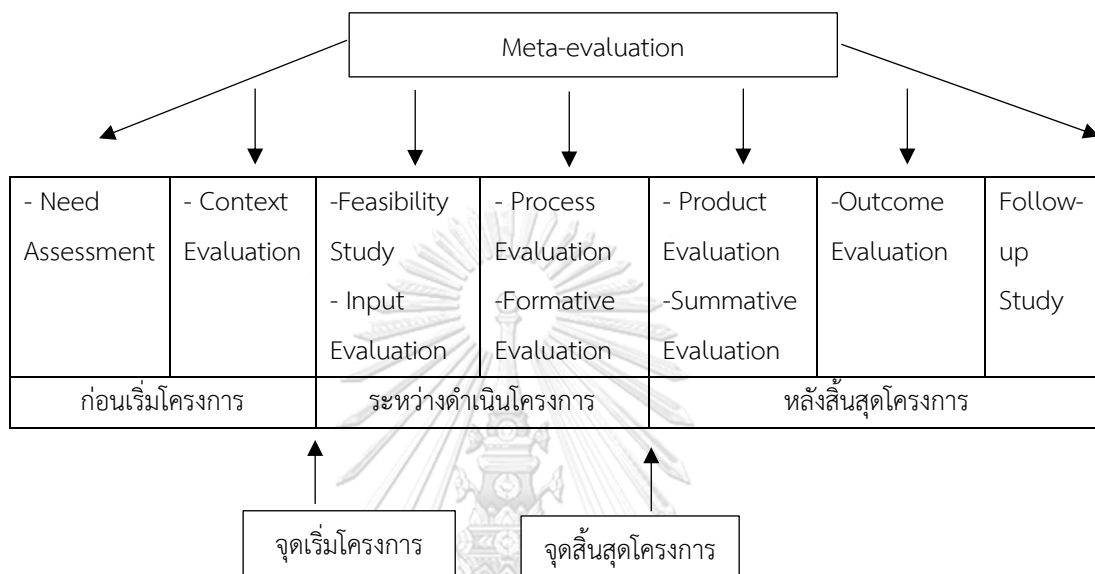 Meta-evaluation
- Need
Assessment
- Context
Evaluation
-Feasibility
Study
- Input
Evaluation
- Process
Evaluation
-Formative
Evaluation
- Product
Evaluation
-Summative
Evaluation
-Outcome
Evaluation
Follow-
up
Study
ก่อนเริ่มโครงการ
ระหว่างดำเนินโครงการ
หลังสิ้นสุดโครงการ
จุดเริ่มโครงการ
จุดสิ้นสุดโครงการ